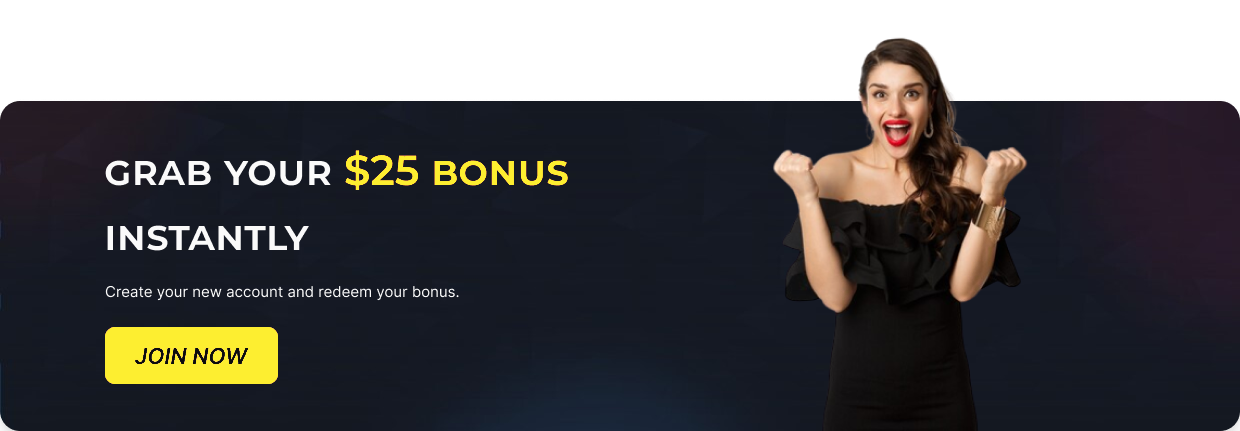 GRAB YOUR $25 BONUS
INSTANTLY
Create your new account and redeem your bonus.
JOIN NOW